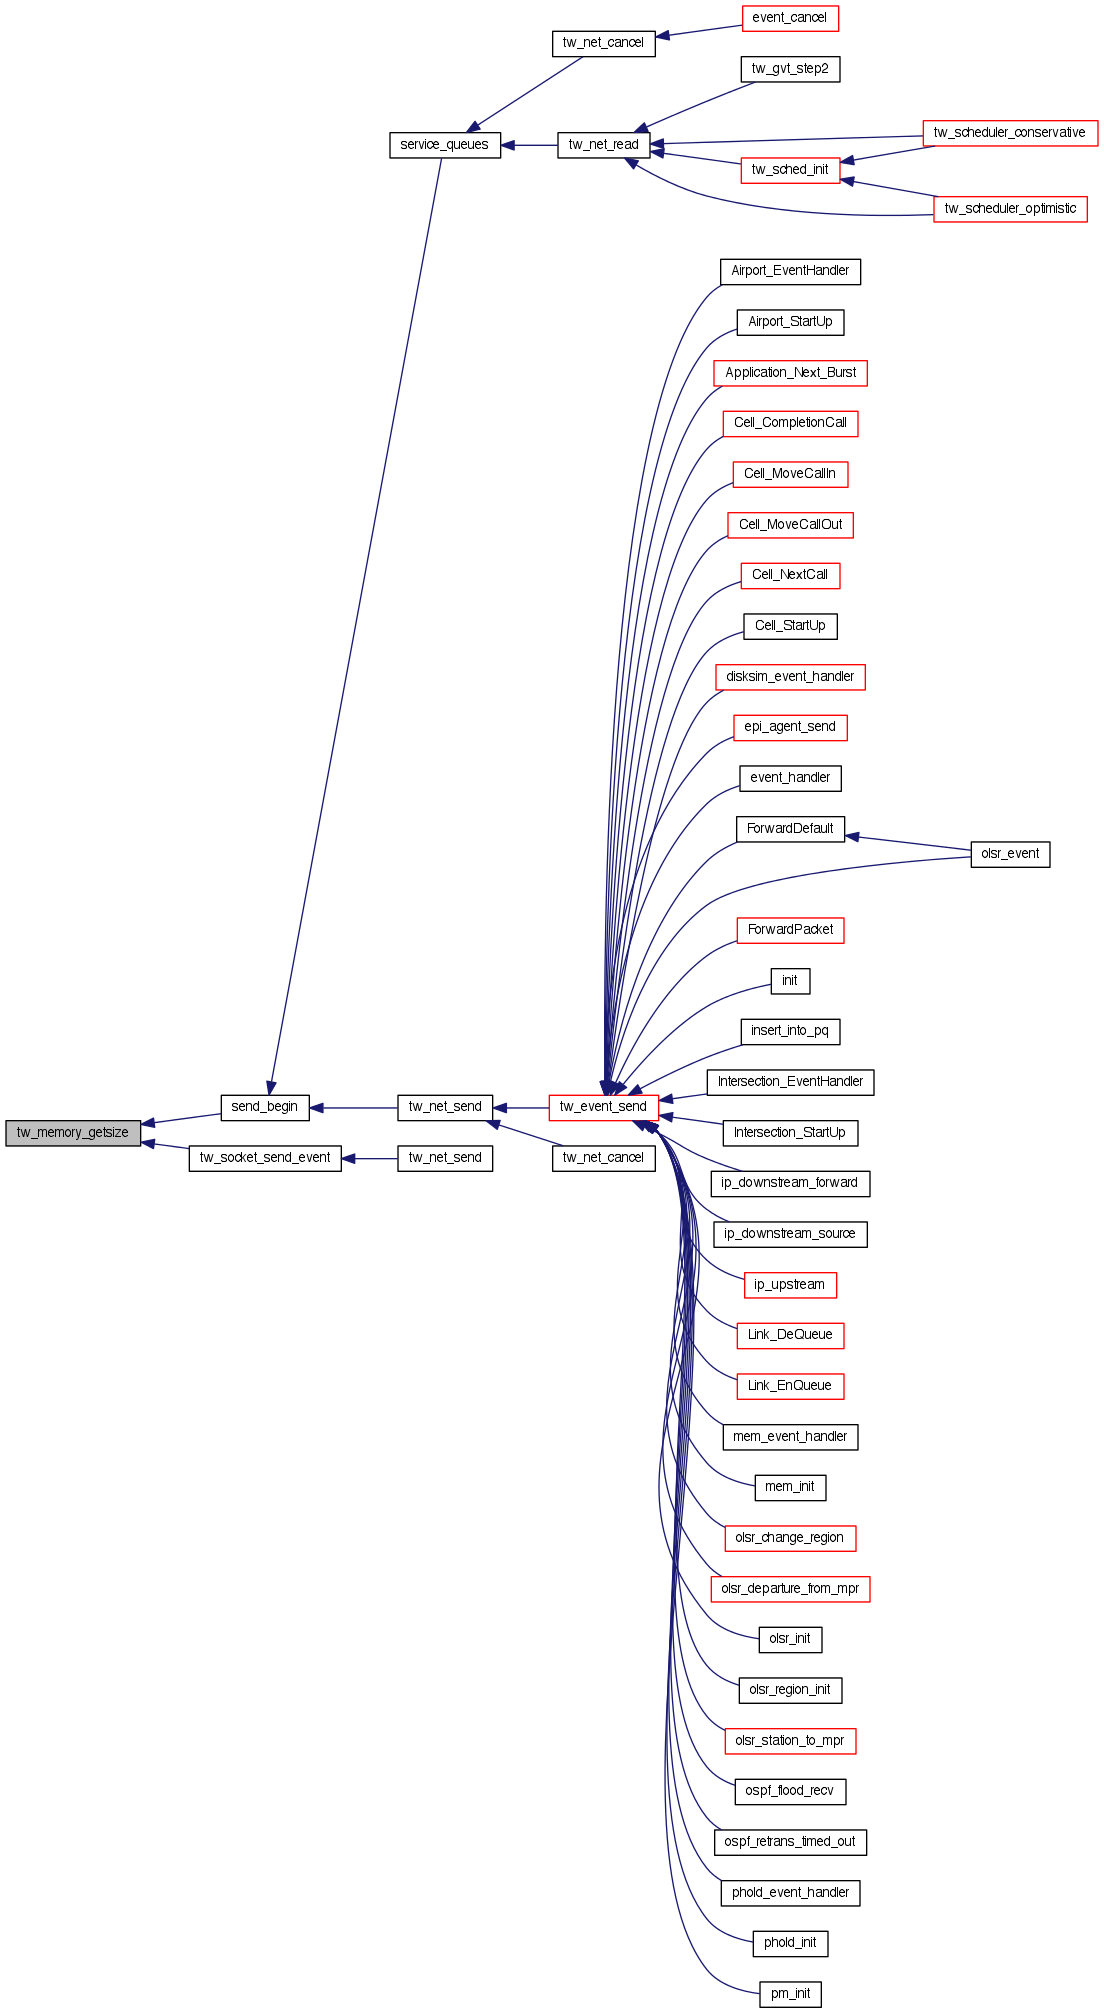 event_cancel
tw_net_cancel
tw_gvt_step2
service_queues
tw_net_read
tw_scheduler_conservative
tw_sched_init
tw_scheduler_optimistic
Airport_EventHandler
Airport_StartUp
Application_Next_Burst
Cell_CompletionCall
Cell_MoveCallIn
Cell_MoveCallOut
Cell_NextCall
Cell_StartUp
disksim_event_handler
epi_agent_send
event_handler
ForwardDefault
olsr_event
ForwardPacket
init
insert_into_pq
Intersection_EventHandler
send_begin
tw_net_send
tw_event_send
tw_memory_getsize
Intersection_StartUp
tw_socket_send_event
tw_net_send
tw_net_cancel
ip_downstream_forward
ip_downstream_source
ip_upstream
Link_DeQueue
Link_EnQueue
mem_event_handler
mem_init
olsr_change_region
olsr_departure_from_mpr
olsr_init
olsr_region_init
olsr_station_to_mpr
ospf_flood_recv
ospf_retrans_timed_out
phold_event_handler
phold_init
pm_init